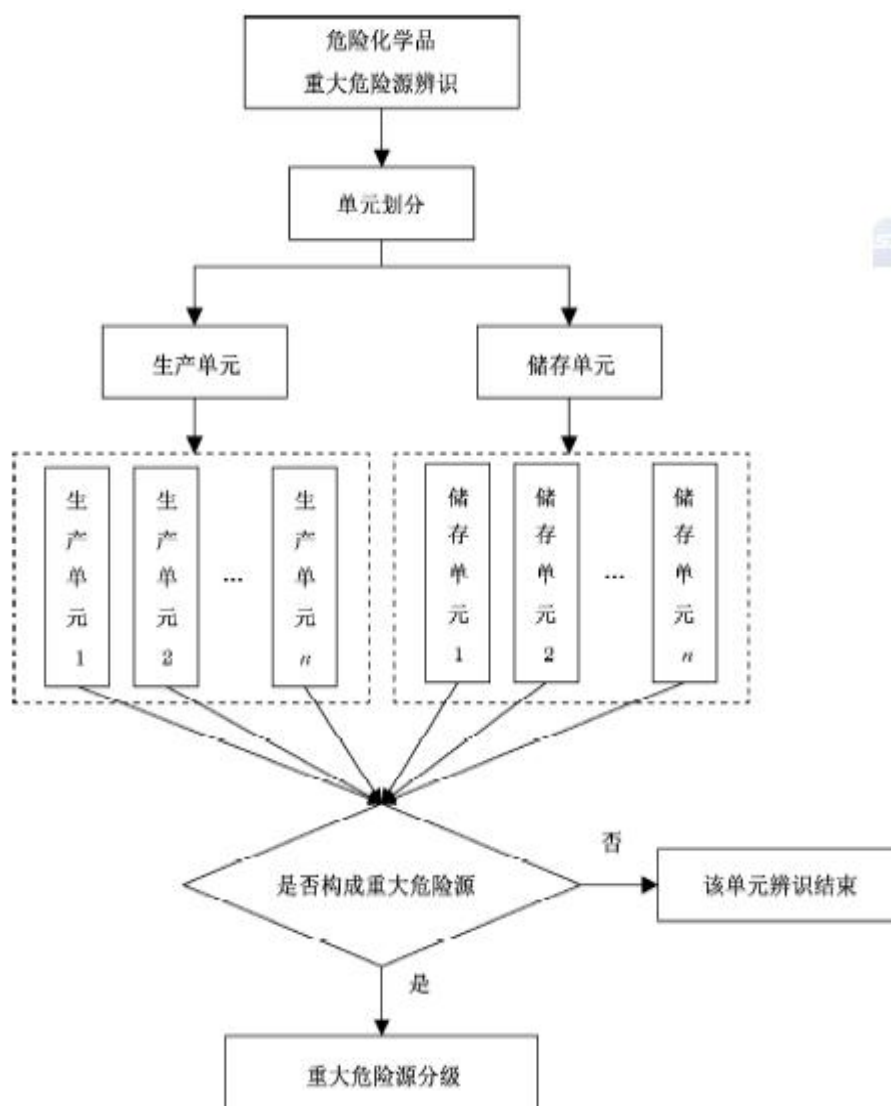 危险化学品
重大危险源辨识
单元划分
生产单元
储存单元
生产单元1
生产单元2
…
生产单元n
储存单元1
储存单元2
…
储存单元n
是否构成重大危险源
否
该单元辨识结束
是
重大危险源分级